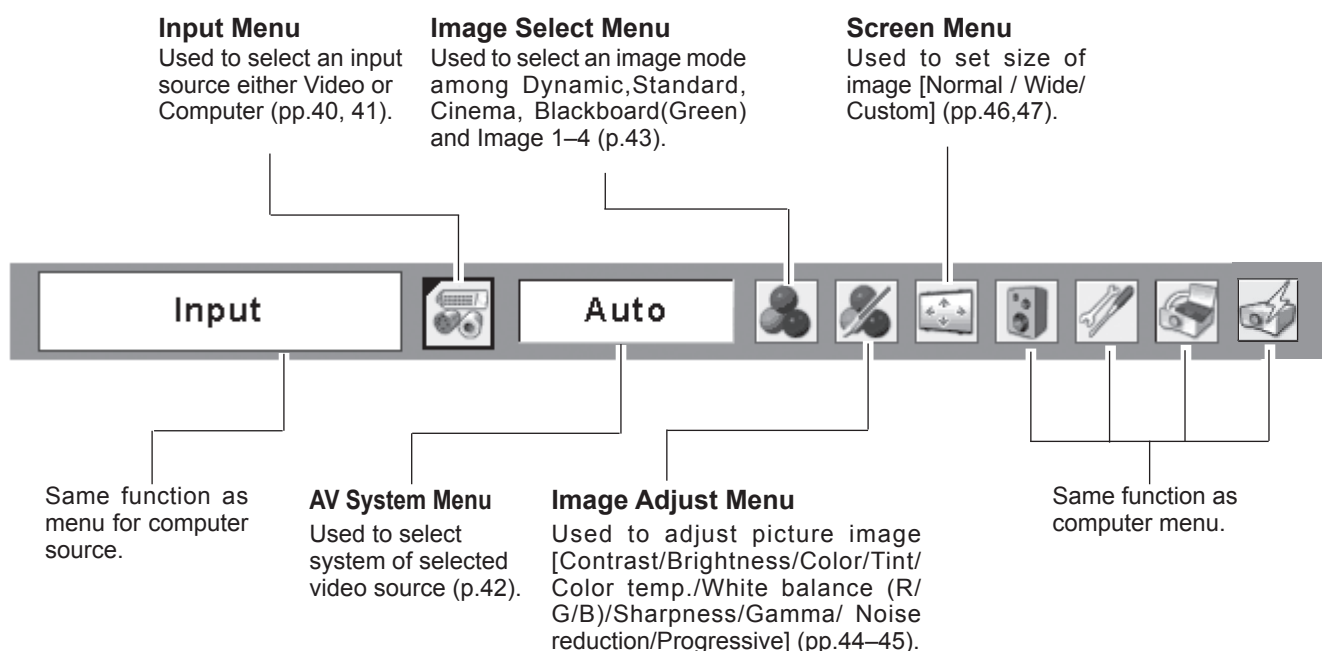 Input Menu
Used to select an input
source either Video or
Computer (pp.40, 41).
Image Select Menu
Used to select an image mode
among Dynamic,Standard,
Cinema, Blackboard(Green)
and Image 1–4 (p.43).
Screen Menu
Used to set size of
image [Normal / Wide/
Custom] (pp.46,47).
Input
Auto
Same function as
menu for computer
source.
AV System Menu
Used to select
system of selected
video source (p.42).
Image Adjust Menu
Used to adjust picture image
[Contrast/Brightness/Color/Tint/
Color temp./White balance (R/
G/B)/Sharpness/Gamma/ Noise
reduction/Progressive] (pp.44–45).
Same function as
computer menu.